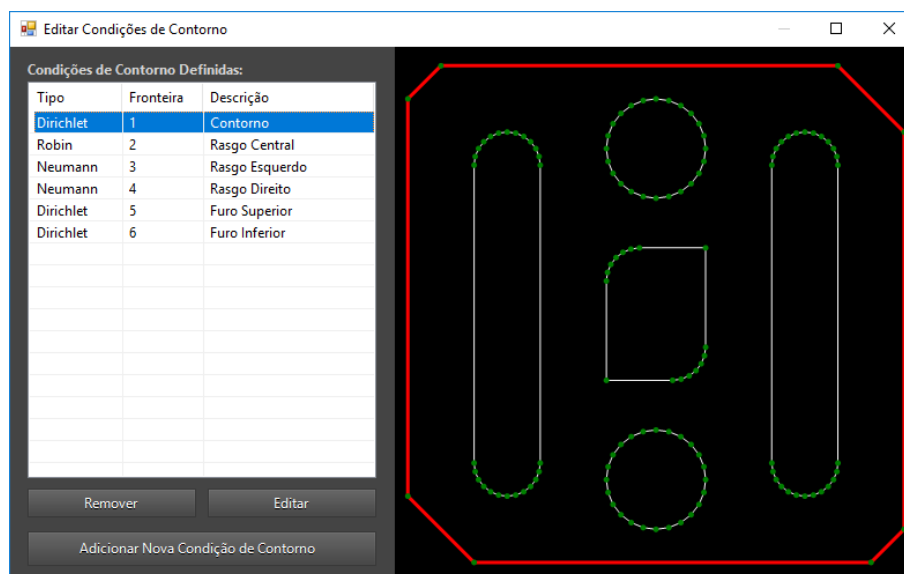 Editar Condições de Contorno
Condições de Contorno Definidas:
Tipo Fronteira Descrição
Dirichlet 1 Contorno
Robin 2 Rasgo Central
Neumann 3 Rasgo Esquerdo
Neumann 4 Rasgo Direito
Dirichlet 5 Furo Superior
Dirichlet 6 Furo Inferior
Remover Editar
Adicionar Nova Condição de Contorno